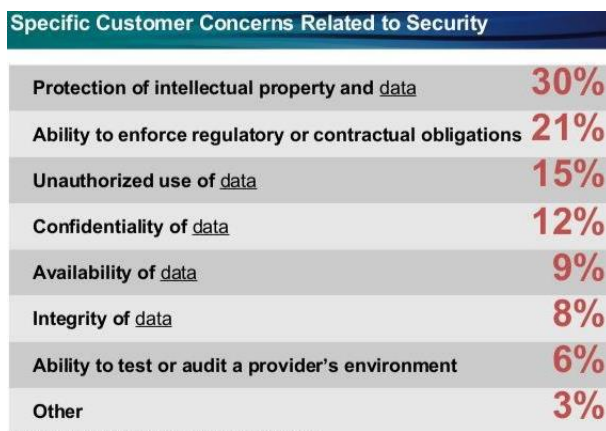 Specific Customer Concerns Related to Security
Protection of intellectual property and data 30%
Ability to enforce regulatory or contractual obligations 21%
Unauthorized use of data 15%
Confidentiality of data 12%
Availability of data 9%
Integrity of data 8%
Ability to test or audit a provider's environment 6%
Other 3%